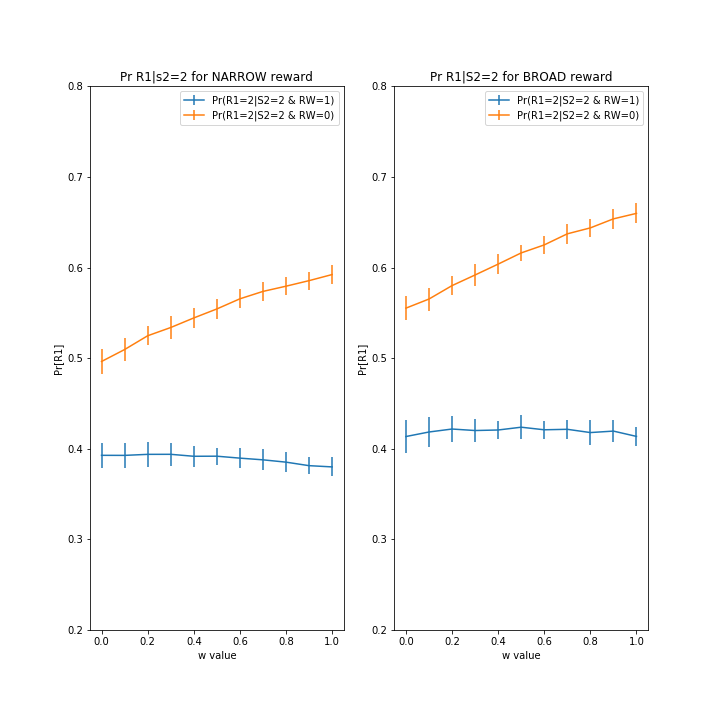 Pr R1|s2=2 for NARROW reward
Pr(R1=2|S2=2 & RW=1)
Pr(R1=2|S2=2 & RW=0)
Pr[R1]
0.8
0.7
0.6
0.5
0.4
0.3
0.2
0.0 0.2 0.4 0.6 0.8 1.0
w value
Pr R1|S2=2 for BROAD reward
Pr(R1=2|S2=2 & RW=1)
Pr(R1=2|S2=2 & RW=0)
Pr[R1]
0.8
0.7
0.6
0.5
0.4
0.3
0.2
0.0 0.2 0.4 0.6 0.8 1.0
w value